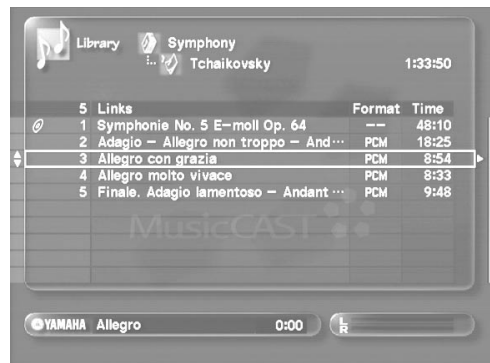 Library Symphony
Tchaikovsky 1:33:50
5 Links Format Time
1 Symphonie No. 5 E–moll Op. 64 –– 48:10
2 Adagio – Allegro non troppo – And··· PCM 18:25
3 Allegro con grazia PCM 8:54
4 Allegro molto vivace PCM 8:33
5 Finale. Adagio lamentoso – Andant··· PCM 9:48
MusicCAST
YAMAHA Allegro 0:00 L
R